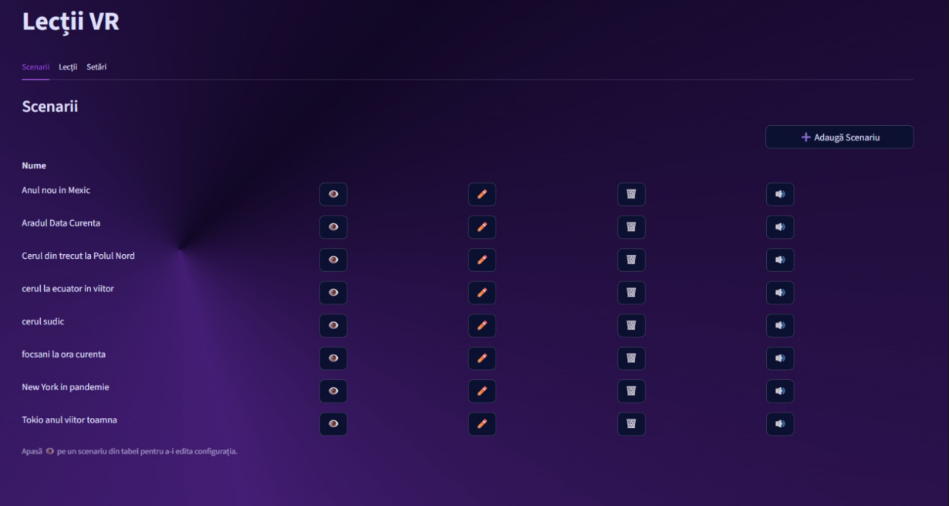 Lecții VR
Scenarii Lecții Setări
Scenarii
Adaugă Scenariu
Nume
Anul nou in Mexic
Aradul Data Curenta
Cerul din trecut la Polul Nord
cerul la ecuator in viitor
cerul sudic
focsani la ora curenta
New York in pandemie
Tokio anul viitor toamna
Apasă 👁 pe un scenariu din tabel pentru a-i edita configurația.